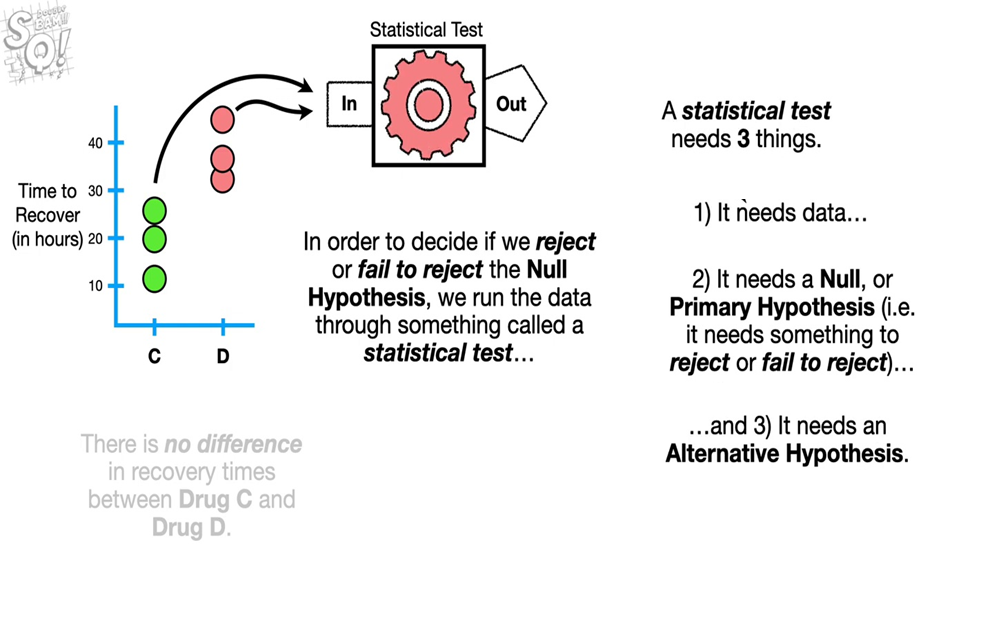 STATQUEST
BAM!!!
SQ!
Statistical Test
In
Out
40
30
20
10
Time to
Recover
(in hours)
C
D
In order to decide if we reject
or fail to reject the Null
Hypothesis, we run the data
through something called a
statistical test…
There is no difference
in recovery times
between Drug C and
Drug D.
A statistical test
needs 3 things.
1) It needs data…
2) It needs a Null, or
Primary Hypothesis (i.e.
it needs something to
reject or fail to reject)…
…and 3) It needs an
Alternative Hypothesis.